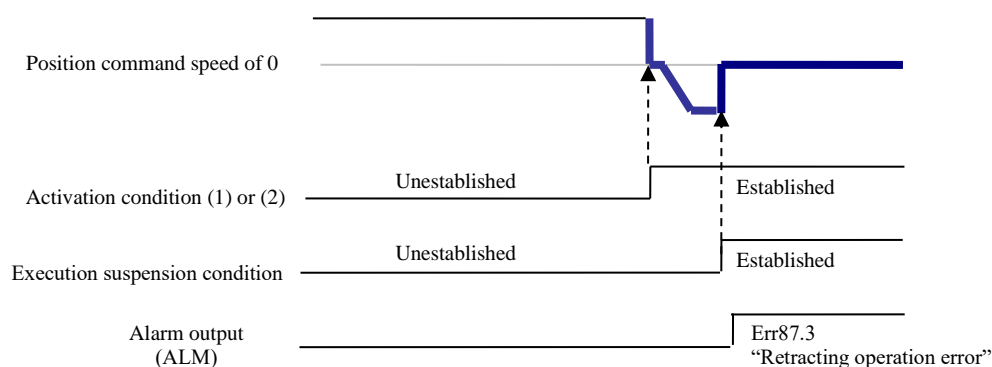 Position command speed of 0
Unestablished
Activation condition (1) or (2)
Established
Unestablished
Execution suspension condition
Established
Alarm output
(ALM)
Err87.3
“Retracting operation error”